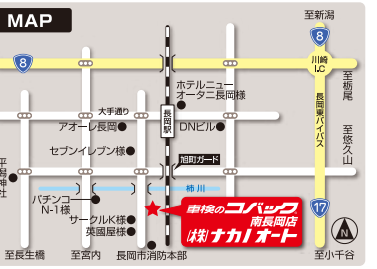 MAP
至新潟
8
8
川崎
I.C
至栃尾
ホテルニュー
オータニ長岡様
大手通り
長岡駅
長岡東バイパス
アオーレ長岡
DNビル
至悠久山
セブンイレブン様
旭町ガード
平潟神社
柿川
パチンコ
N-1様
サークルK様
英國屋様
車検のコバック
南長岡店
(株)ナカノオート
17
N
至長生橋
至宮内
長岡市消防本部
至小千谷